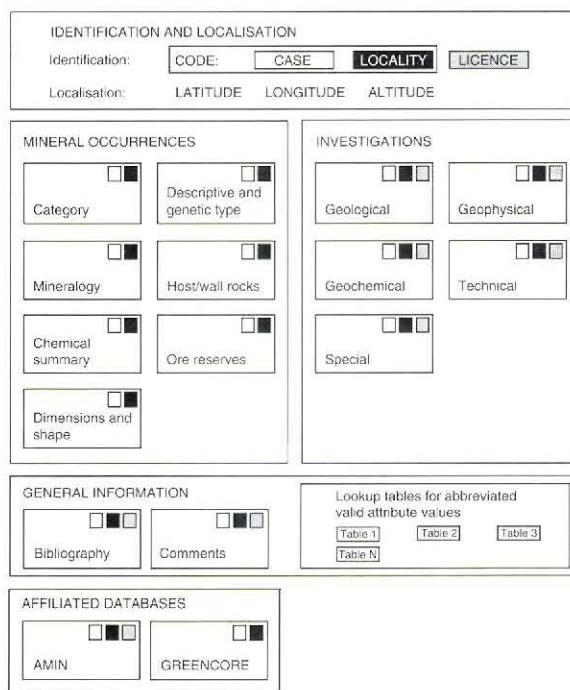 IDENTIFICATION AND LOCALISATION
Identification: CODE: CASE LOCALITY LICENCE
Localisation: LATITUDE LONGITUDE ALTITUDE
MINERAL OCCURRENCES
Category
Descriptive and
genetic type
Mineralogy
Host/wall rocks
Chemical
summary
Ore reserves
Dimensions and
shape
INVESTIGATIONS
Geological
Geophysical
Geochemical
Technical
Special
GENERAL INFORMATION
Bibliography
Comments
Lookup tables for abbreviated
valid attribute values
Table 1 Table 2 Table 3
Table N
AFFILIATED DATABASES
AMIN
GREENCORE